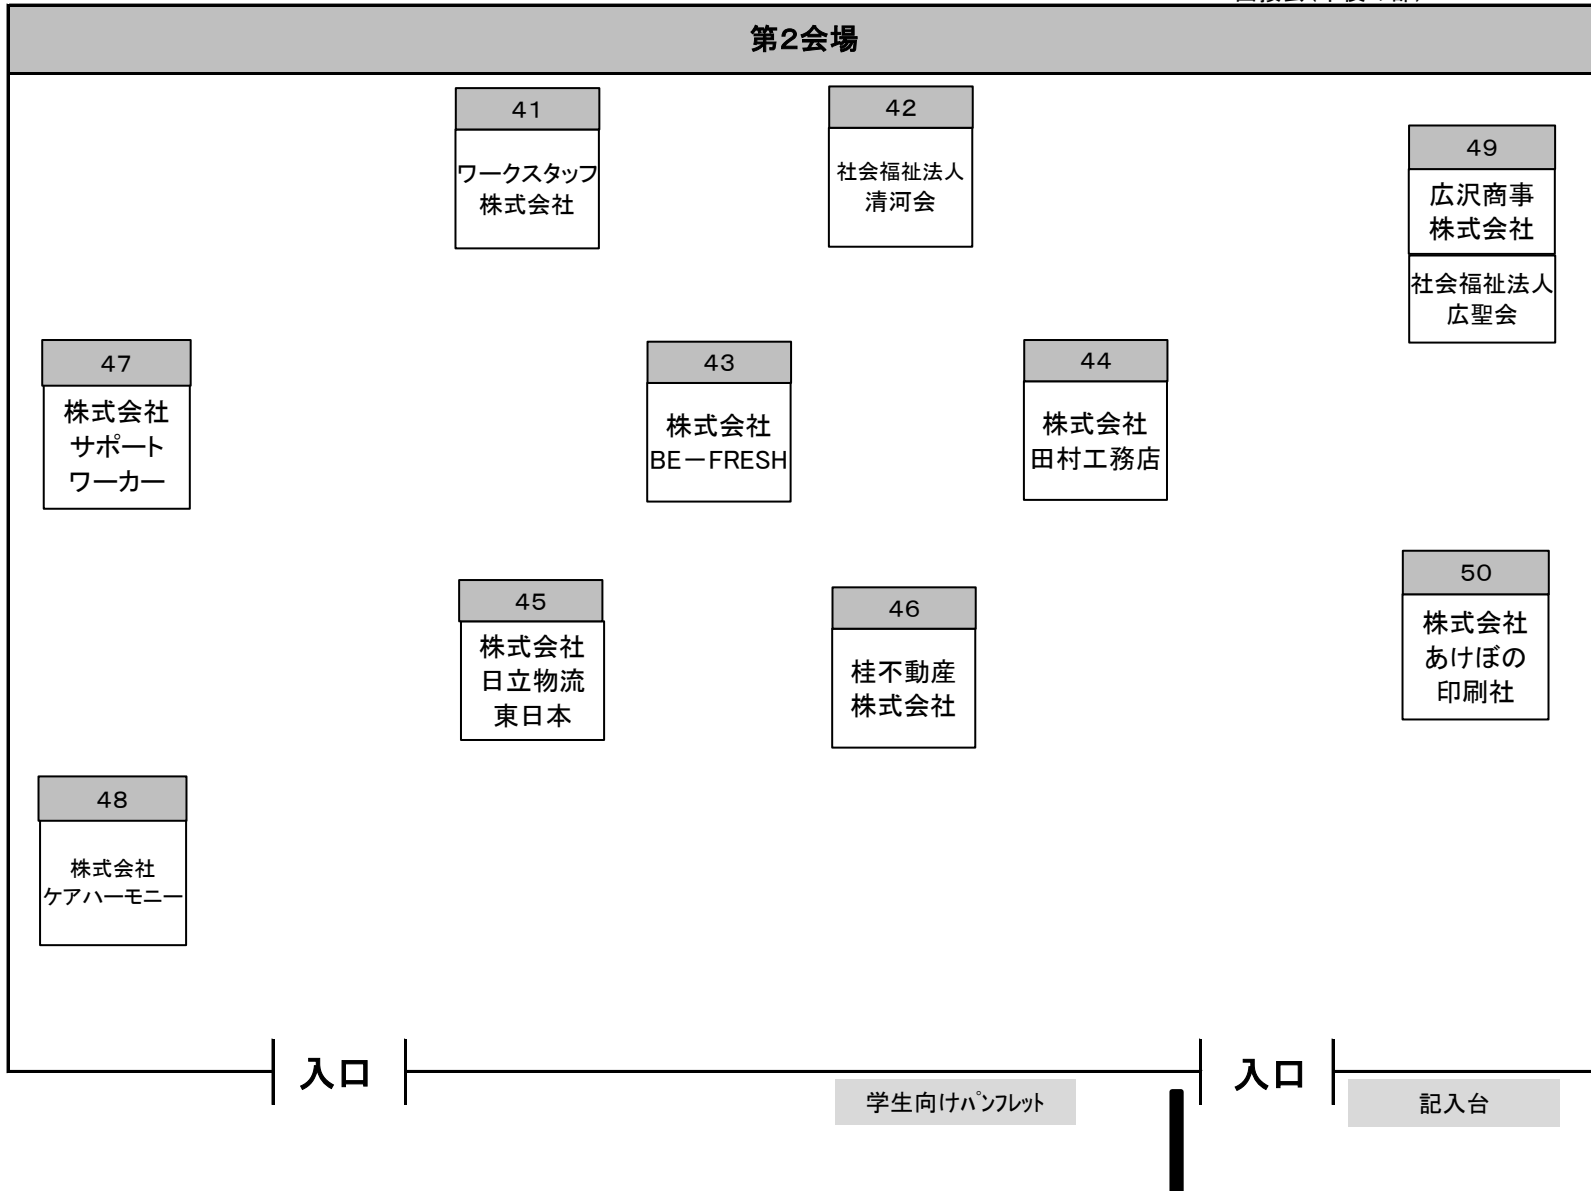 第2会場
41
ワークスタッフ
株式会社
42
社会福祉法人
清河会
49
広沢商事
株式会社
社会福祉法人
広聖会
47
株式会社
サポート
ワーカー
43
株式会社
BE－FRESH
44
株式会社
田村工務店
45
株式会社
日立物流
東日本
46
桂不動産
株式会社
50
株式会社
あけぼの
印刷社
48
株式会社
ケアハーモニー
入口
入口
学生向けﾊﾟﾝﾌﾚｯﾄ
記入台